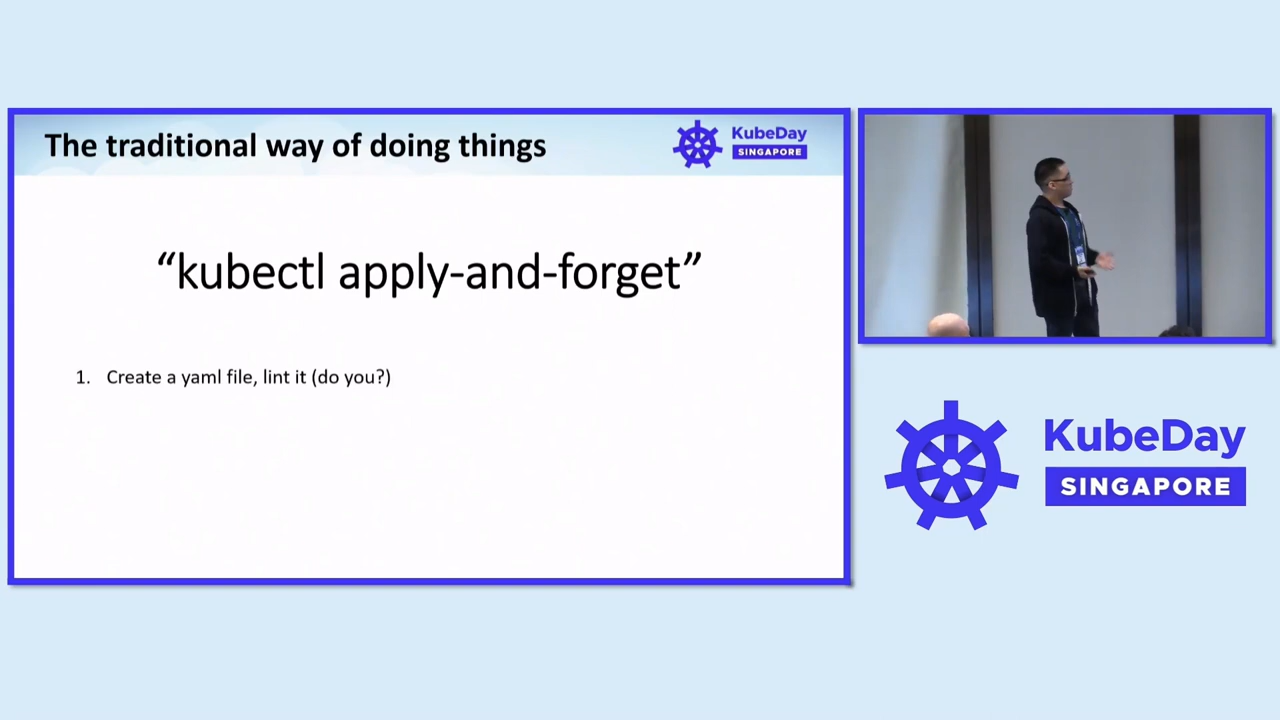 The traditional way of doing things
KubeDay
SINGAPORE
“kubectl apply-and-forget”
1. Create a yaml file, lint it (do you?)
KubeDay
SINGAPORE